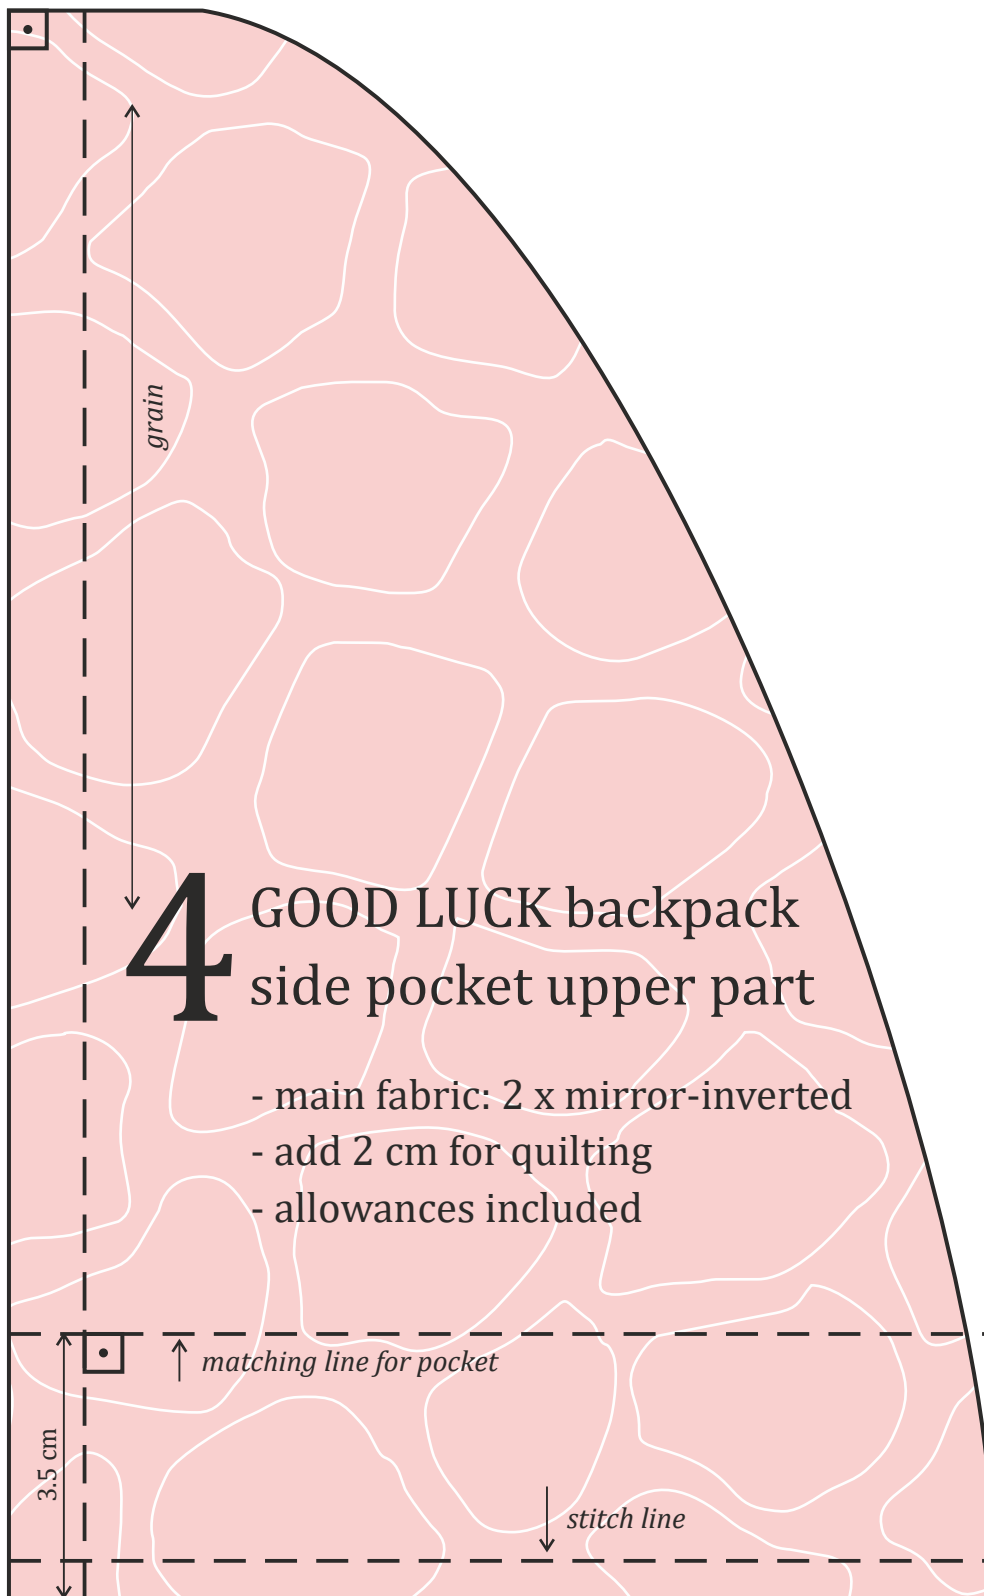 grain
4
GOOD LUCK backpack
side pocket upper part
- main fabric: 2 x mirror-inverted
- add 2 cm for quilting
- allowances included
matching line for pocket
3.5 cm
stitch line